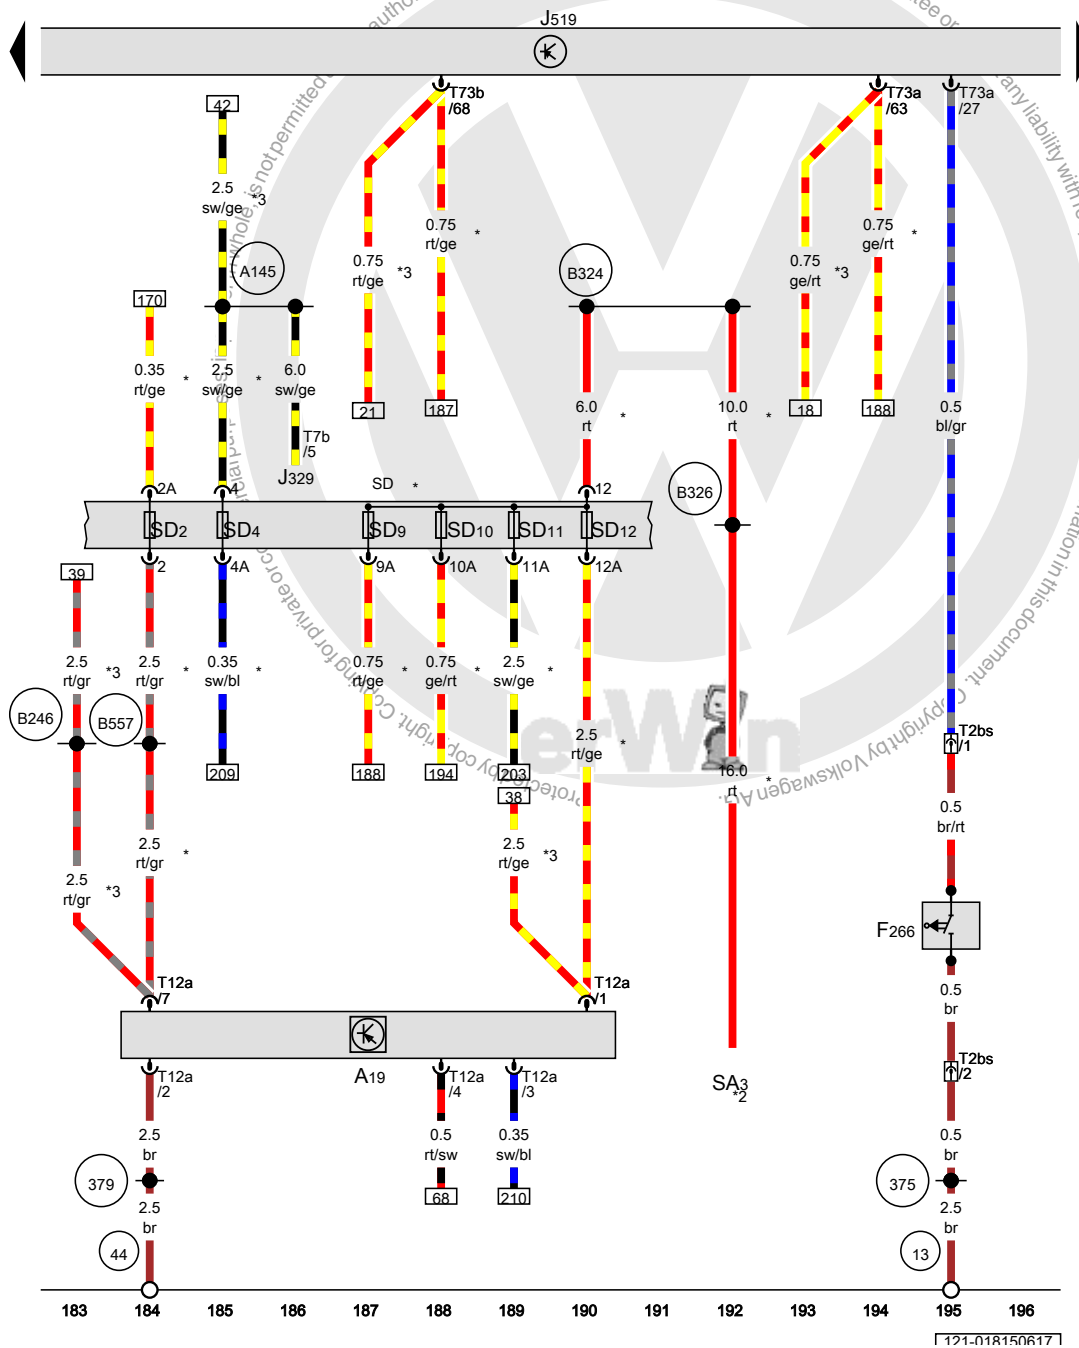 J519
T73b
/68
T73a
/63
T73a
/27
42
2.5
sw/ge
*3
A145
0.75
rt/ge
*
0.75
rt/ge
*3
B324
0.75
ge/rt
*
0.75
ge/rt
*3
170
0.35
rt/ge
*
2.5
sw/ge
*
6.0
sw/ge
21
187
6.0
rt
*
10.0
rt
*
18
188
0.5
bl/gr
T7b
/5
J329
SD *
B326
2A
4
12
SD2
SD4
SD9
SD10
SD11
SD12
2
4A
9A
10A
11A
12A
39
2.5
rt/gr
*3
2.5
rt/gr
*
0.35
sw/bl
*
0.75
rt/ge
*
0.75
ge/rt
*
2.5
sw/ge
*
B246
B557
2.5
rt/ge
*
T2bs
/1
209
188
194
203
38
16.0
rt
*
0.5
br/rt
2.5
rt/gr
*
2.5
rt/ge
*3
2.5
rt/gr
*3
F266
T12a
/7
T12a
/1
0.5
br
A19
T12a
/2
T12a
/4
T12a
/3
SA3
*2
T2bs
/2
2.5
br
0.5
rt/sw
0.35
sw/bl
0.5
br
379
68
210
375
2.5
br
2.5
br
44
13
183 184 185 186 187 188 189 190 191 192 193 194 195 196
121-018150617
erWin